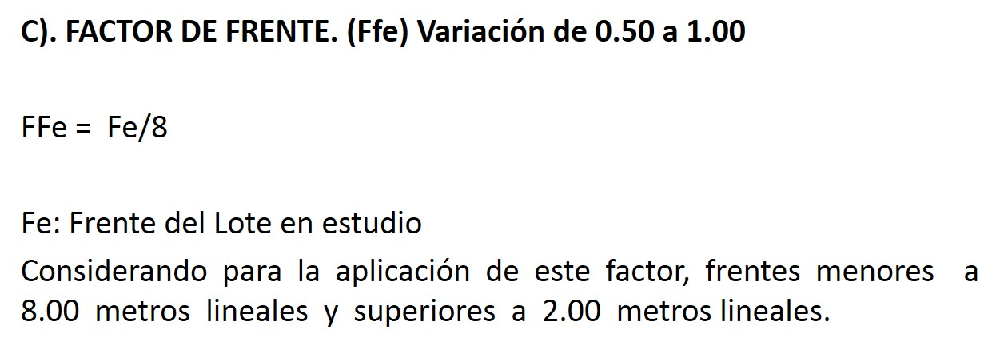 C). FACTOR DE FRENTE. (Ffe) Variación de 0.50 a 1.00
FFe = Fe/8
Fe: Frente del Lote en estudio
Considerando para la aplicación de este factor, frentes menores a
8.00 metros lineales y superiores a 2.00 metros lineales.